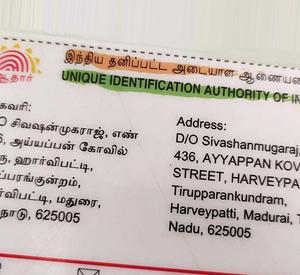 இந்திய தனிப்பட்ட அடையாள ஆணைய
UNIQUE IDENTIFICATION AUTHORITY OF IN
ஆதார்
கவரி:
O சிவஷன்முகராஜ், எண்
6, அய்யப்பன் கோவில்
ரு, ஹார்விபட்டி,
ப்பரங்குன்றம்,
ர்விபட்டி, மதுரை,
நாடு, 625005
Address:
D/O Sivashanmugaraj,
436, AYYAPPAN KOV
STREET, HARVEYPA
Tirupparankundram,
Harveypatti, Madurai, T
Nadu, 625005